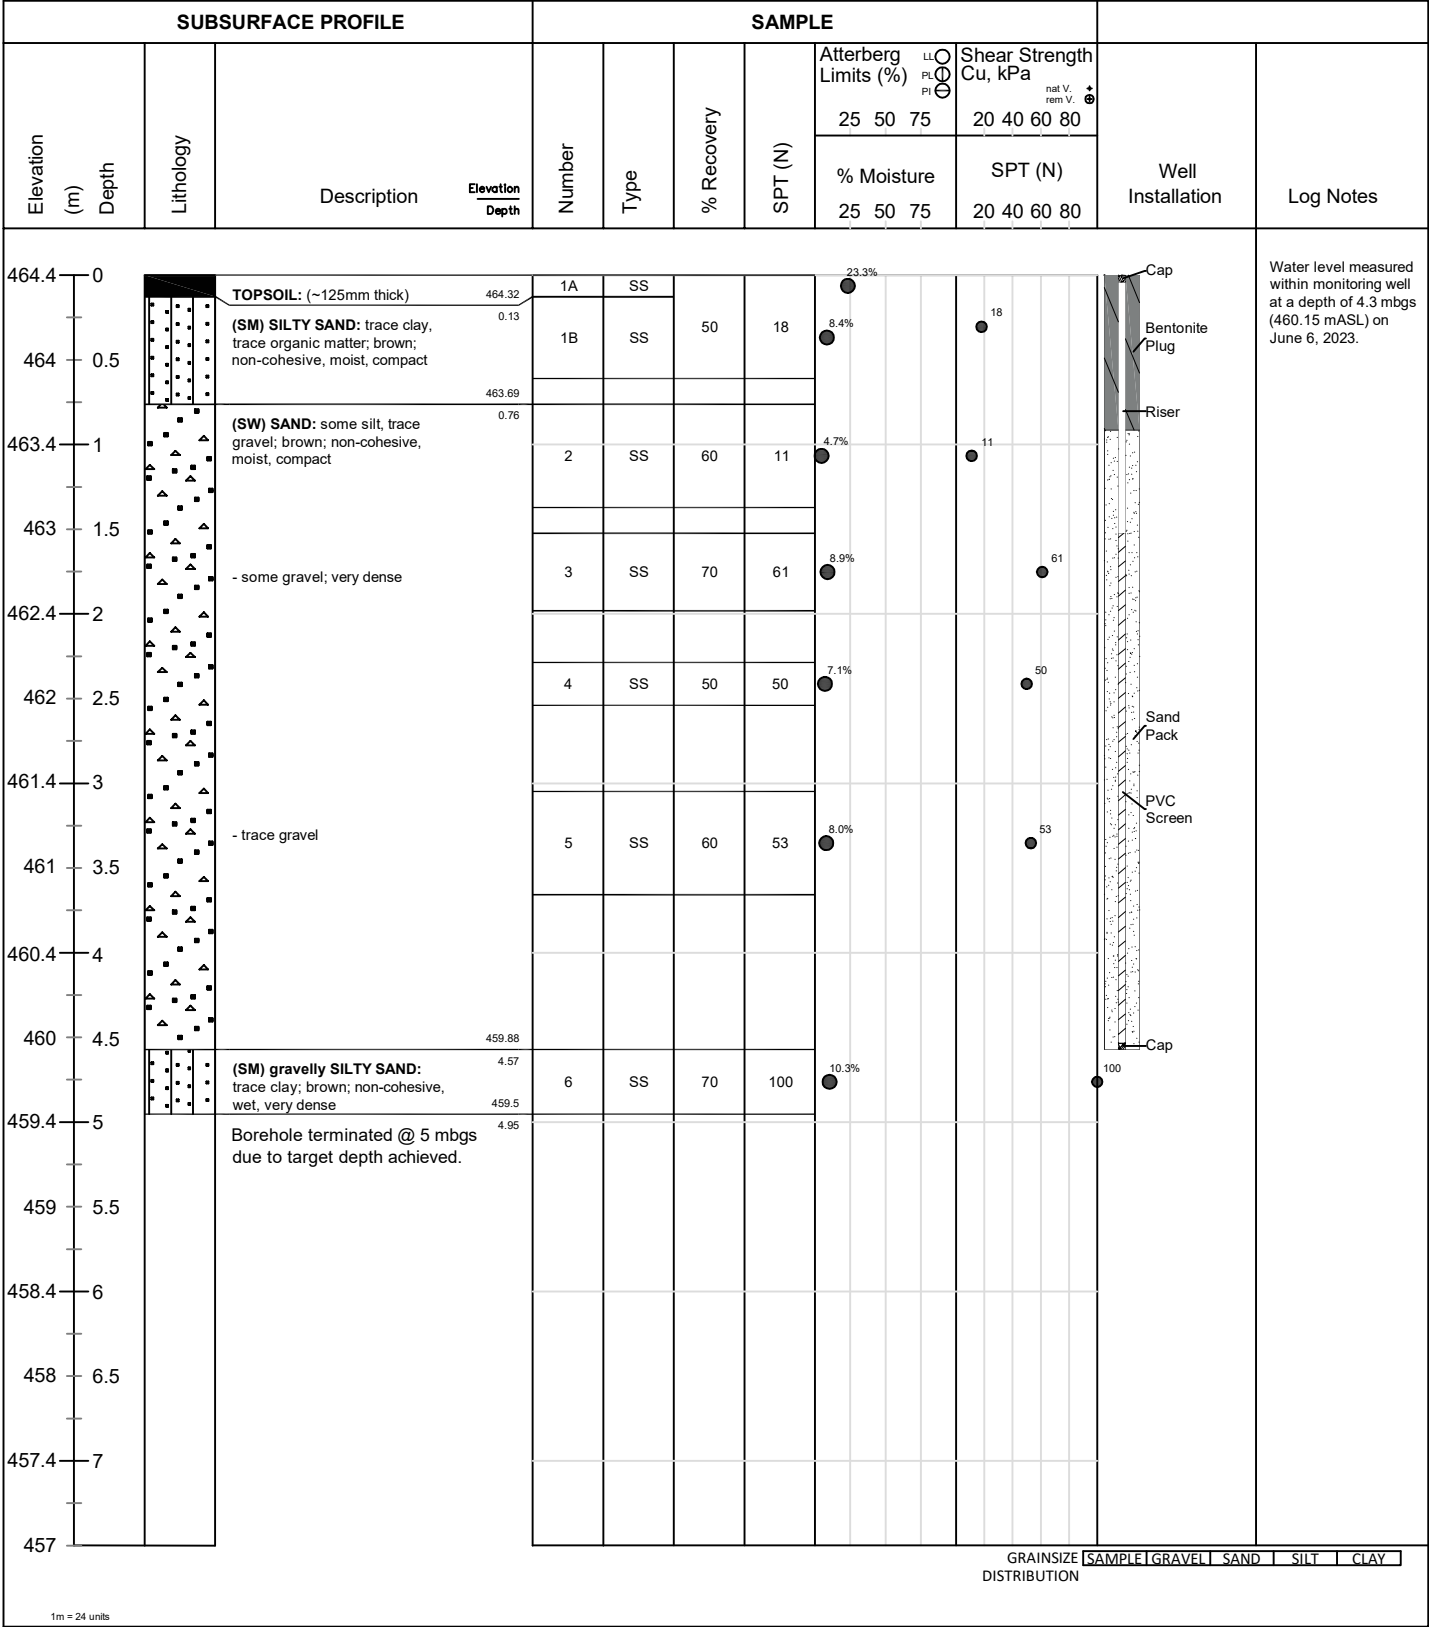 SUBSURFACE PROFILE
SAMPLE
Elevation
(m)
Depth
Lithology
Description
Elevation
Depth
Number
Type
% Recovery
SPT (N)
Atterberg
Limits (%)
LL
PL
PI
25 50 75
% Moisture
25 50 75
Shear Strength
Cu, kPa
nat V.
rem V.
20 40 60 80
SPT (N)
20 40 60 80
Well
Installation
Log Notes
464.4 0
464 0.5
463.4 1
463 1.5
462.4 2
462 2.5
461.4 3
461 3.5
460.4 4
460 4.5
459.4 5
459 5.5
458.4 6
458 6.5
457.4 7
457
TOPSOIL: (~125mm thick)
464.32
0.13
(SM) SILTY SAND: trace clay,
trace organic matter; brown;
non-cohesive, moist, compact
463.69
0.76
(SW) SAND: some silt, trace
gravel; brown; non-cohesive,
moist, compact
- some gravel; very dense
- trace gravel
459.88
4.57
(SM) gravelly SILTY SAND:
trace clay; brown; non-cohesive,
wet, very dense
459.5
4.95
Borehole terminated @ 5 mbgs
due to target depth achieved.
1A SS 23.3%
1B SS 50 18 8.4% 18
2 SS 60 11 4.7% 11
3 SS 70 61 8.9% 61
4 SS 50 50 7.1% 50
5 SS 60 53 8.0% 53
6 SS 70 100 10.3% 100
Cap
Bentonite
Plug
Riser
Sand
Pack
PVC
Screen
Cap
Water level measured
within monitoring well
at a depth of 4.3 mbgs
(460.15 mASL) on
June 6, 2023.
GRAINSIZE SAMPLE GRAVEL SAND SILT CLAY
DISTRIBUTION
1m = 24 units